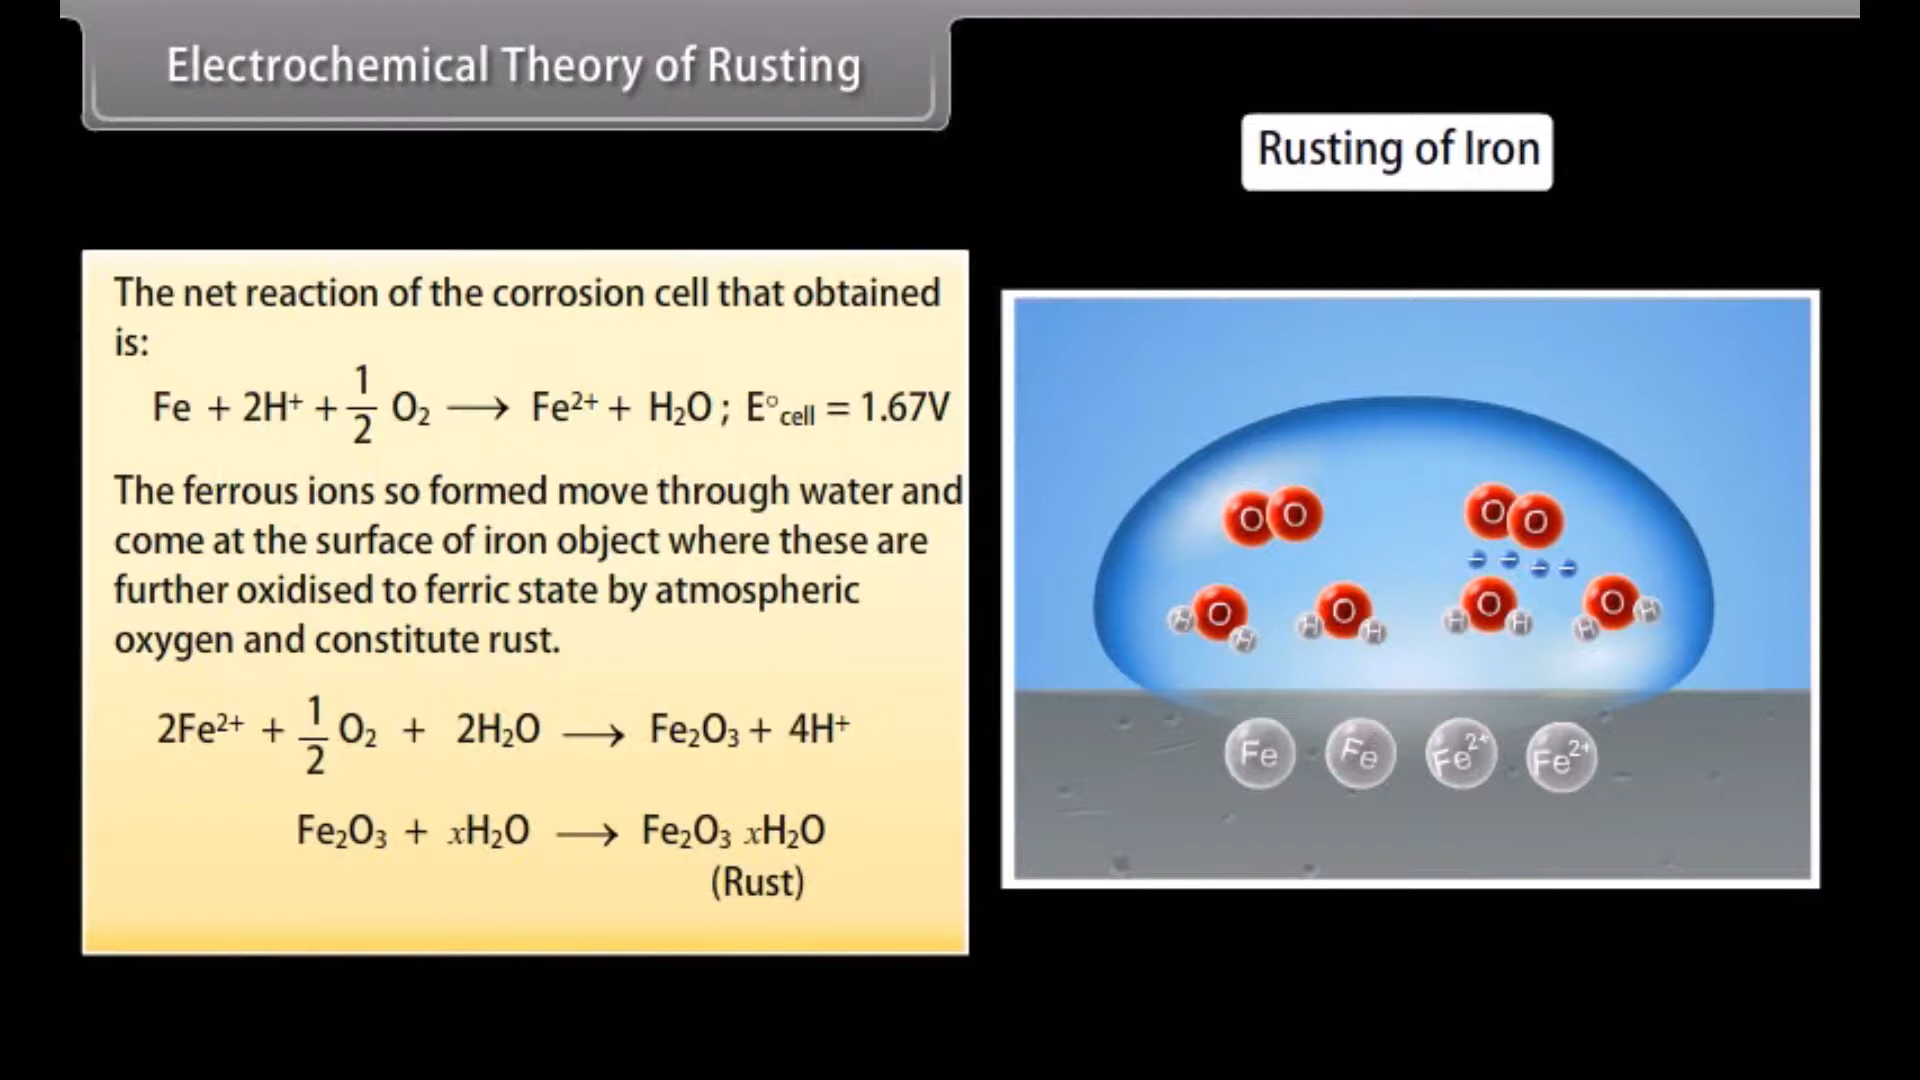 Electrochemical Theory of Rusting
Rusting of Iron
The net reaction of the corrosion cell that obtained
is:
Fe + 2H⁺ + 1/2 O₂ ⟶ Fe²⁺ + H₂O ; E°cell = 1.67V
The ferrous ions so formed move through water and
come at the surface of iron object where these are
further oxidised to ferric state by atmospheric
oxygen and constitute rust.
2Fe²⁺ + 1/2 O₂ + 2H₂O ⟶ Fe₂O₃ + 4H⁺
Fe₂O₃ + xH₂O ⟶ Fe₂O₃ xH₂O
(Rust)
O O O O
- - - -
H O H H O H H O H H O H
Fe Fe Fe²⁺ Fe²⁺